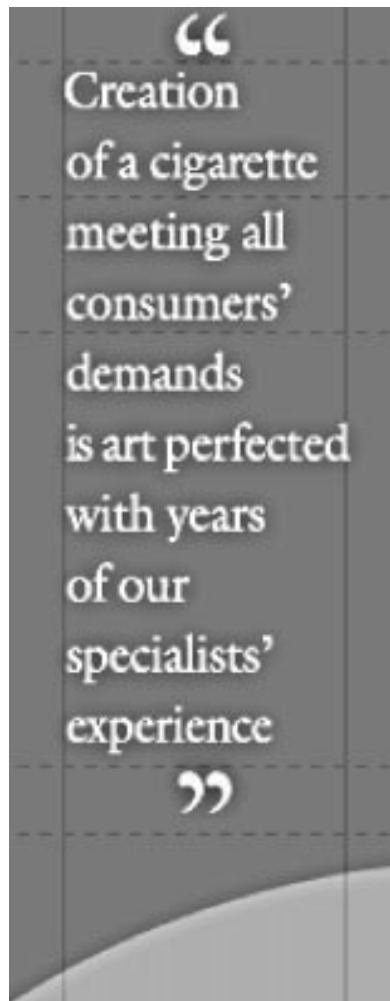 “
Creation
of a cigarette
meeting all
consumers’
demands
is art perfected
with years
of our
specialists’
experience
”